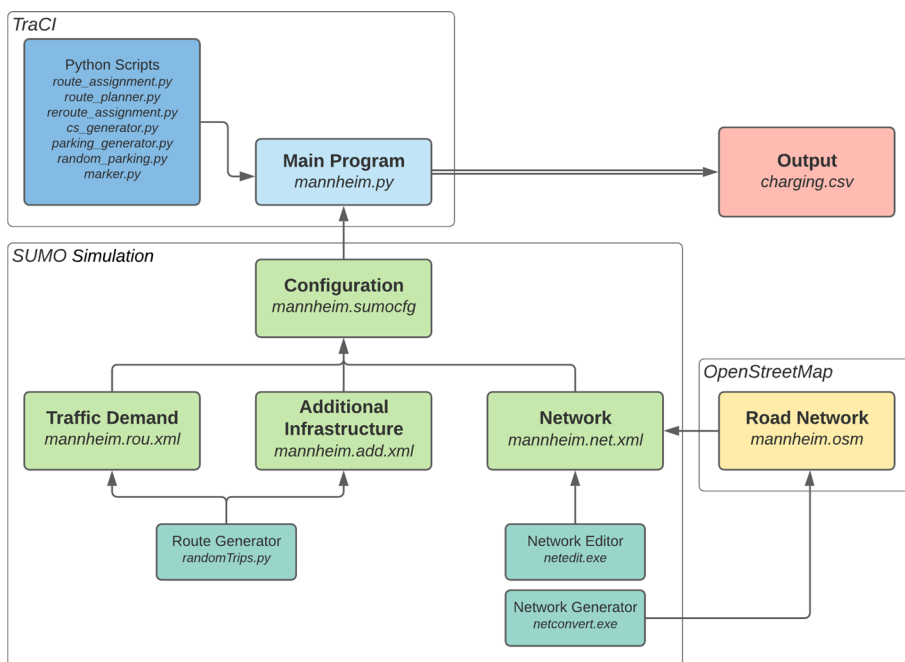 TraCI
Python Scripts
route_assignment.py
route_planner.py
reroute_assignment.py
cs_generator.py
parking_generator.py
random_parking.py
marker.py
Main Program
mannheim.py
Output
charging.csv
SUMO Simulation
Configuration
mannheim.sumocfg
Traffic Demand
mannheim.rou.xml
Additional
Infrastructure
mannheim.add.xml
Network
mannheim.net.xml
OpenStreetMap
Road Network
mannheim.osm
Route Generator
randomTrips.py
Network Editor
netedit.exe
Network Generator
netconvert.exe